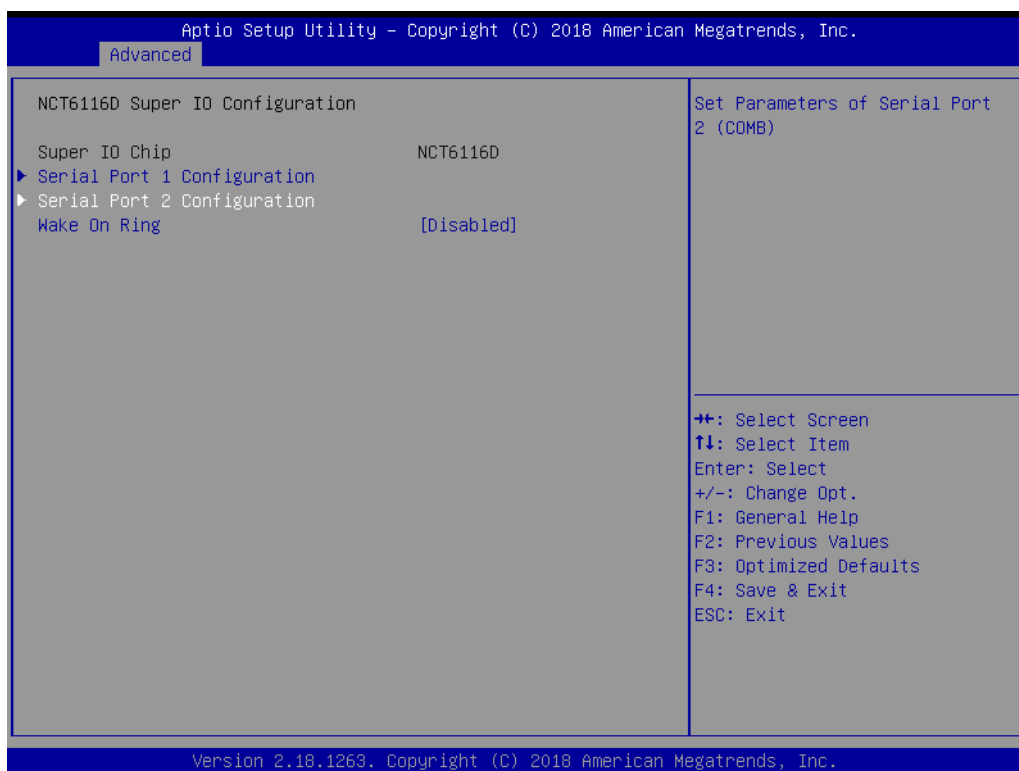 Aptio Setup Utility – Copyright (C) 2018 American Megatrends, Inc.
Advanced
NCT6116D Super IO Configuration
Super IO Chip NCT6116D
▶ Serial Port 1 Configuration
▶ Serial Port 2 Configuration
Wake On Ring [Disabled]
Set Parameters of Serial Port
2 (COMB)
→←: Select Screen
↑↓: Select Item
Enter: Select
+/-: Change Opt.
F1: General Help
F2: Previous Values
F3: Optimized Defaults
F4: Save & Exit
ESC: Exit
Version 2.18.1263. Copyright (C) 2018 American Megatrends, Inc.